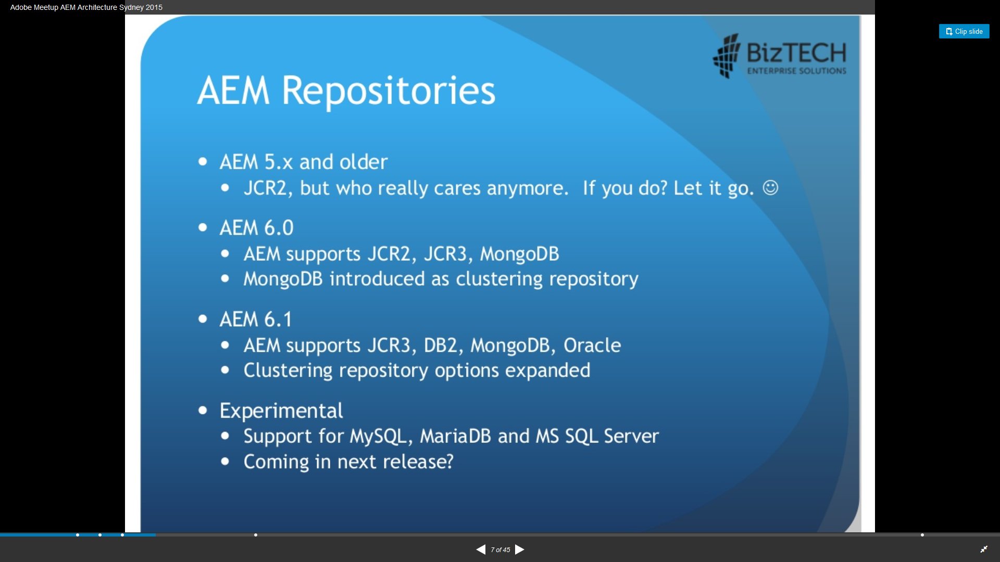 Adobe Meetup AEM Architecture Sydney 2015
Clip slide
BizTECH
ENTERPRISE SOLUTIONS
AEM Repositories
• AEM 5.x and older
• JCR2, but who really cares anymore. If you do? Let it go. ☺
• AEM 6.0
• AEM supports JCR2, JCR3, MongoDB
• MongoDB introduced as clustering repository
• AEM 6.1
• AEM supports JCR3, DB2, MongoDB, Oracle
• Clustering repository options expanded
• Experimental
• Support for MySQL, MariaDB and MS SQL Server
• Coming in next release?
7 of 45